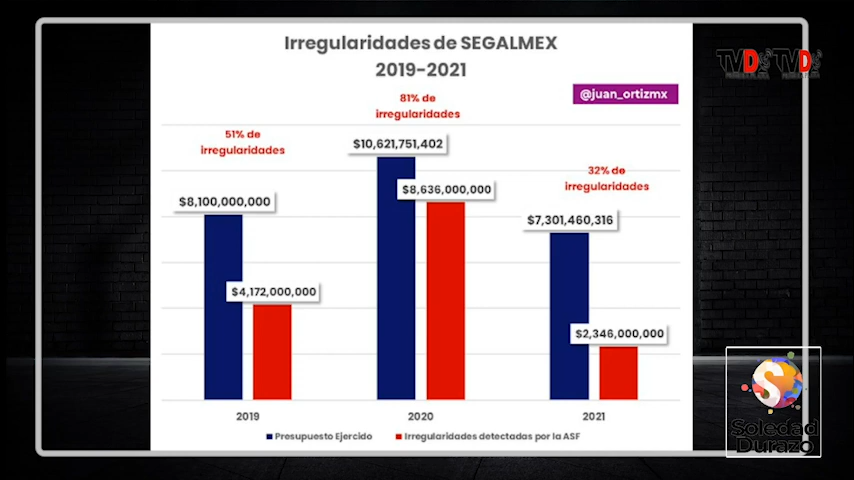 Irregularidades de SEGALMEX
2019-2021
@juan_ortizmx
TVD TVD
81% de
irregularidades
51% de
irregularidades
32% de
irregularidades
$10,621,751,402
$8,636,000,000
$8,100,000,000
$7,301,460,316
$4,172,000,000
$2,346,000,000
2019
2020
2021
Presupuesto Ejercido
Irregularidades detectadas por la ASF
S
Soledad
Durazo